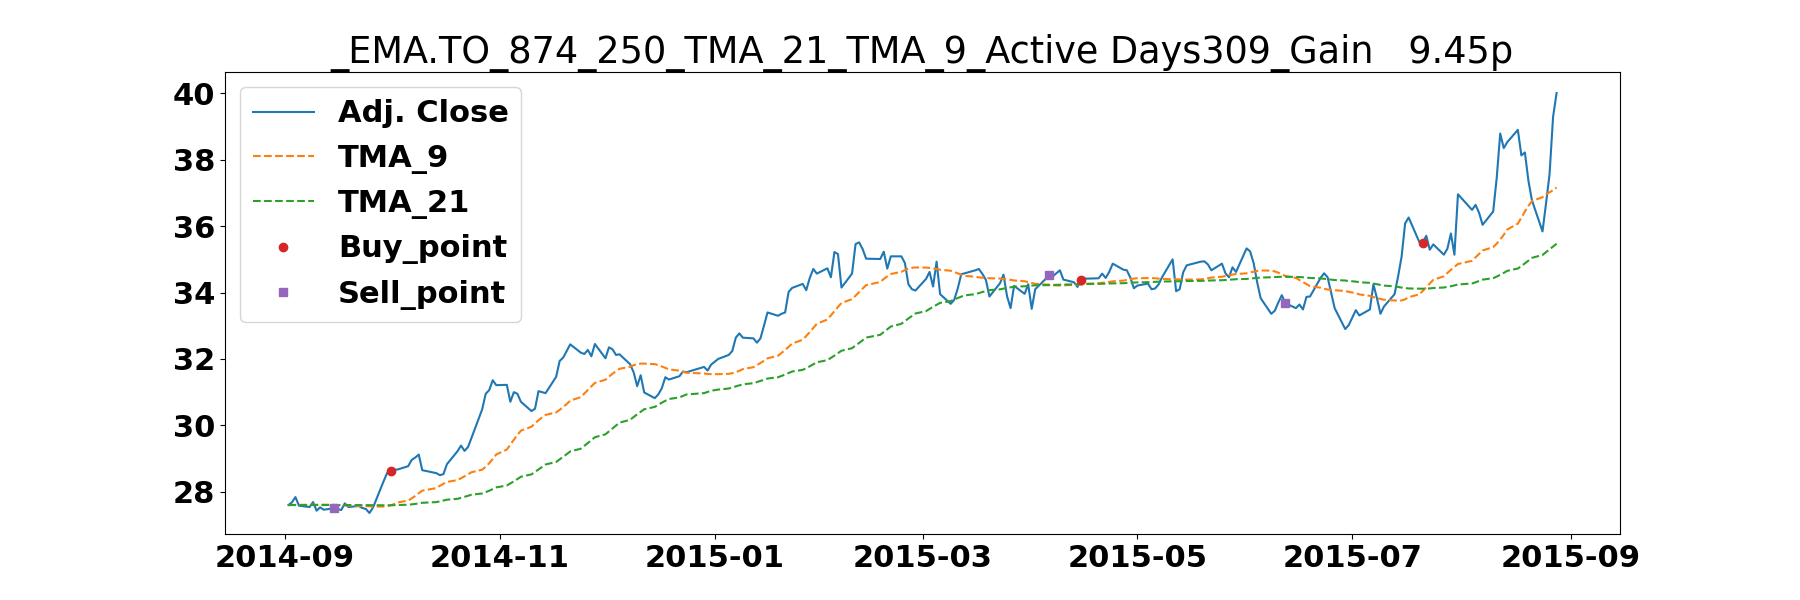 _EMA.TO_874_250_TMA_21_TMA_9_Active Days309_Gain   9.45p
40
38
36
34
32
30
28
Adj. Close
TMA_9
TMA_21
Buy_point
Sell_point
2014-09
2014-11
2015-01
2015-03
2015-05
2015-07
2015-09